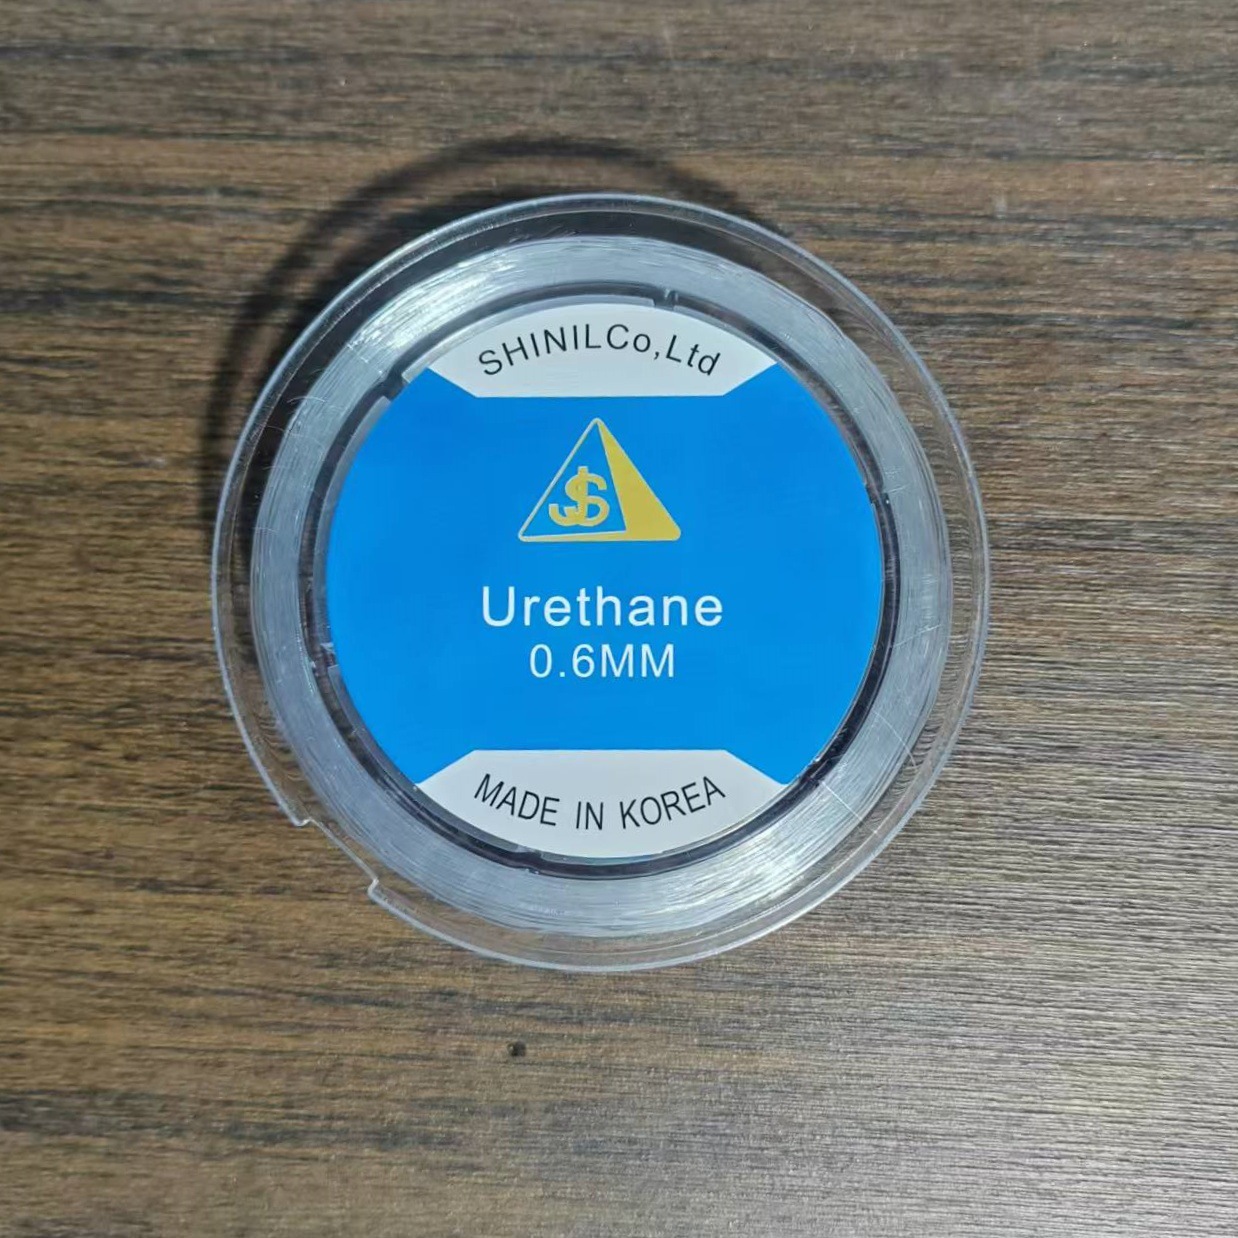 SHINILCo,Ltd
Urethane
0.6MM
MADE IN KOREA